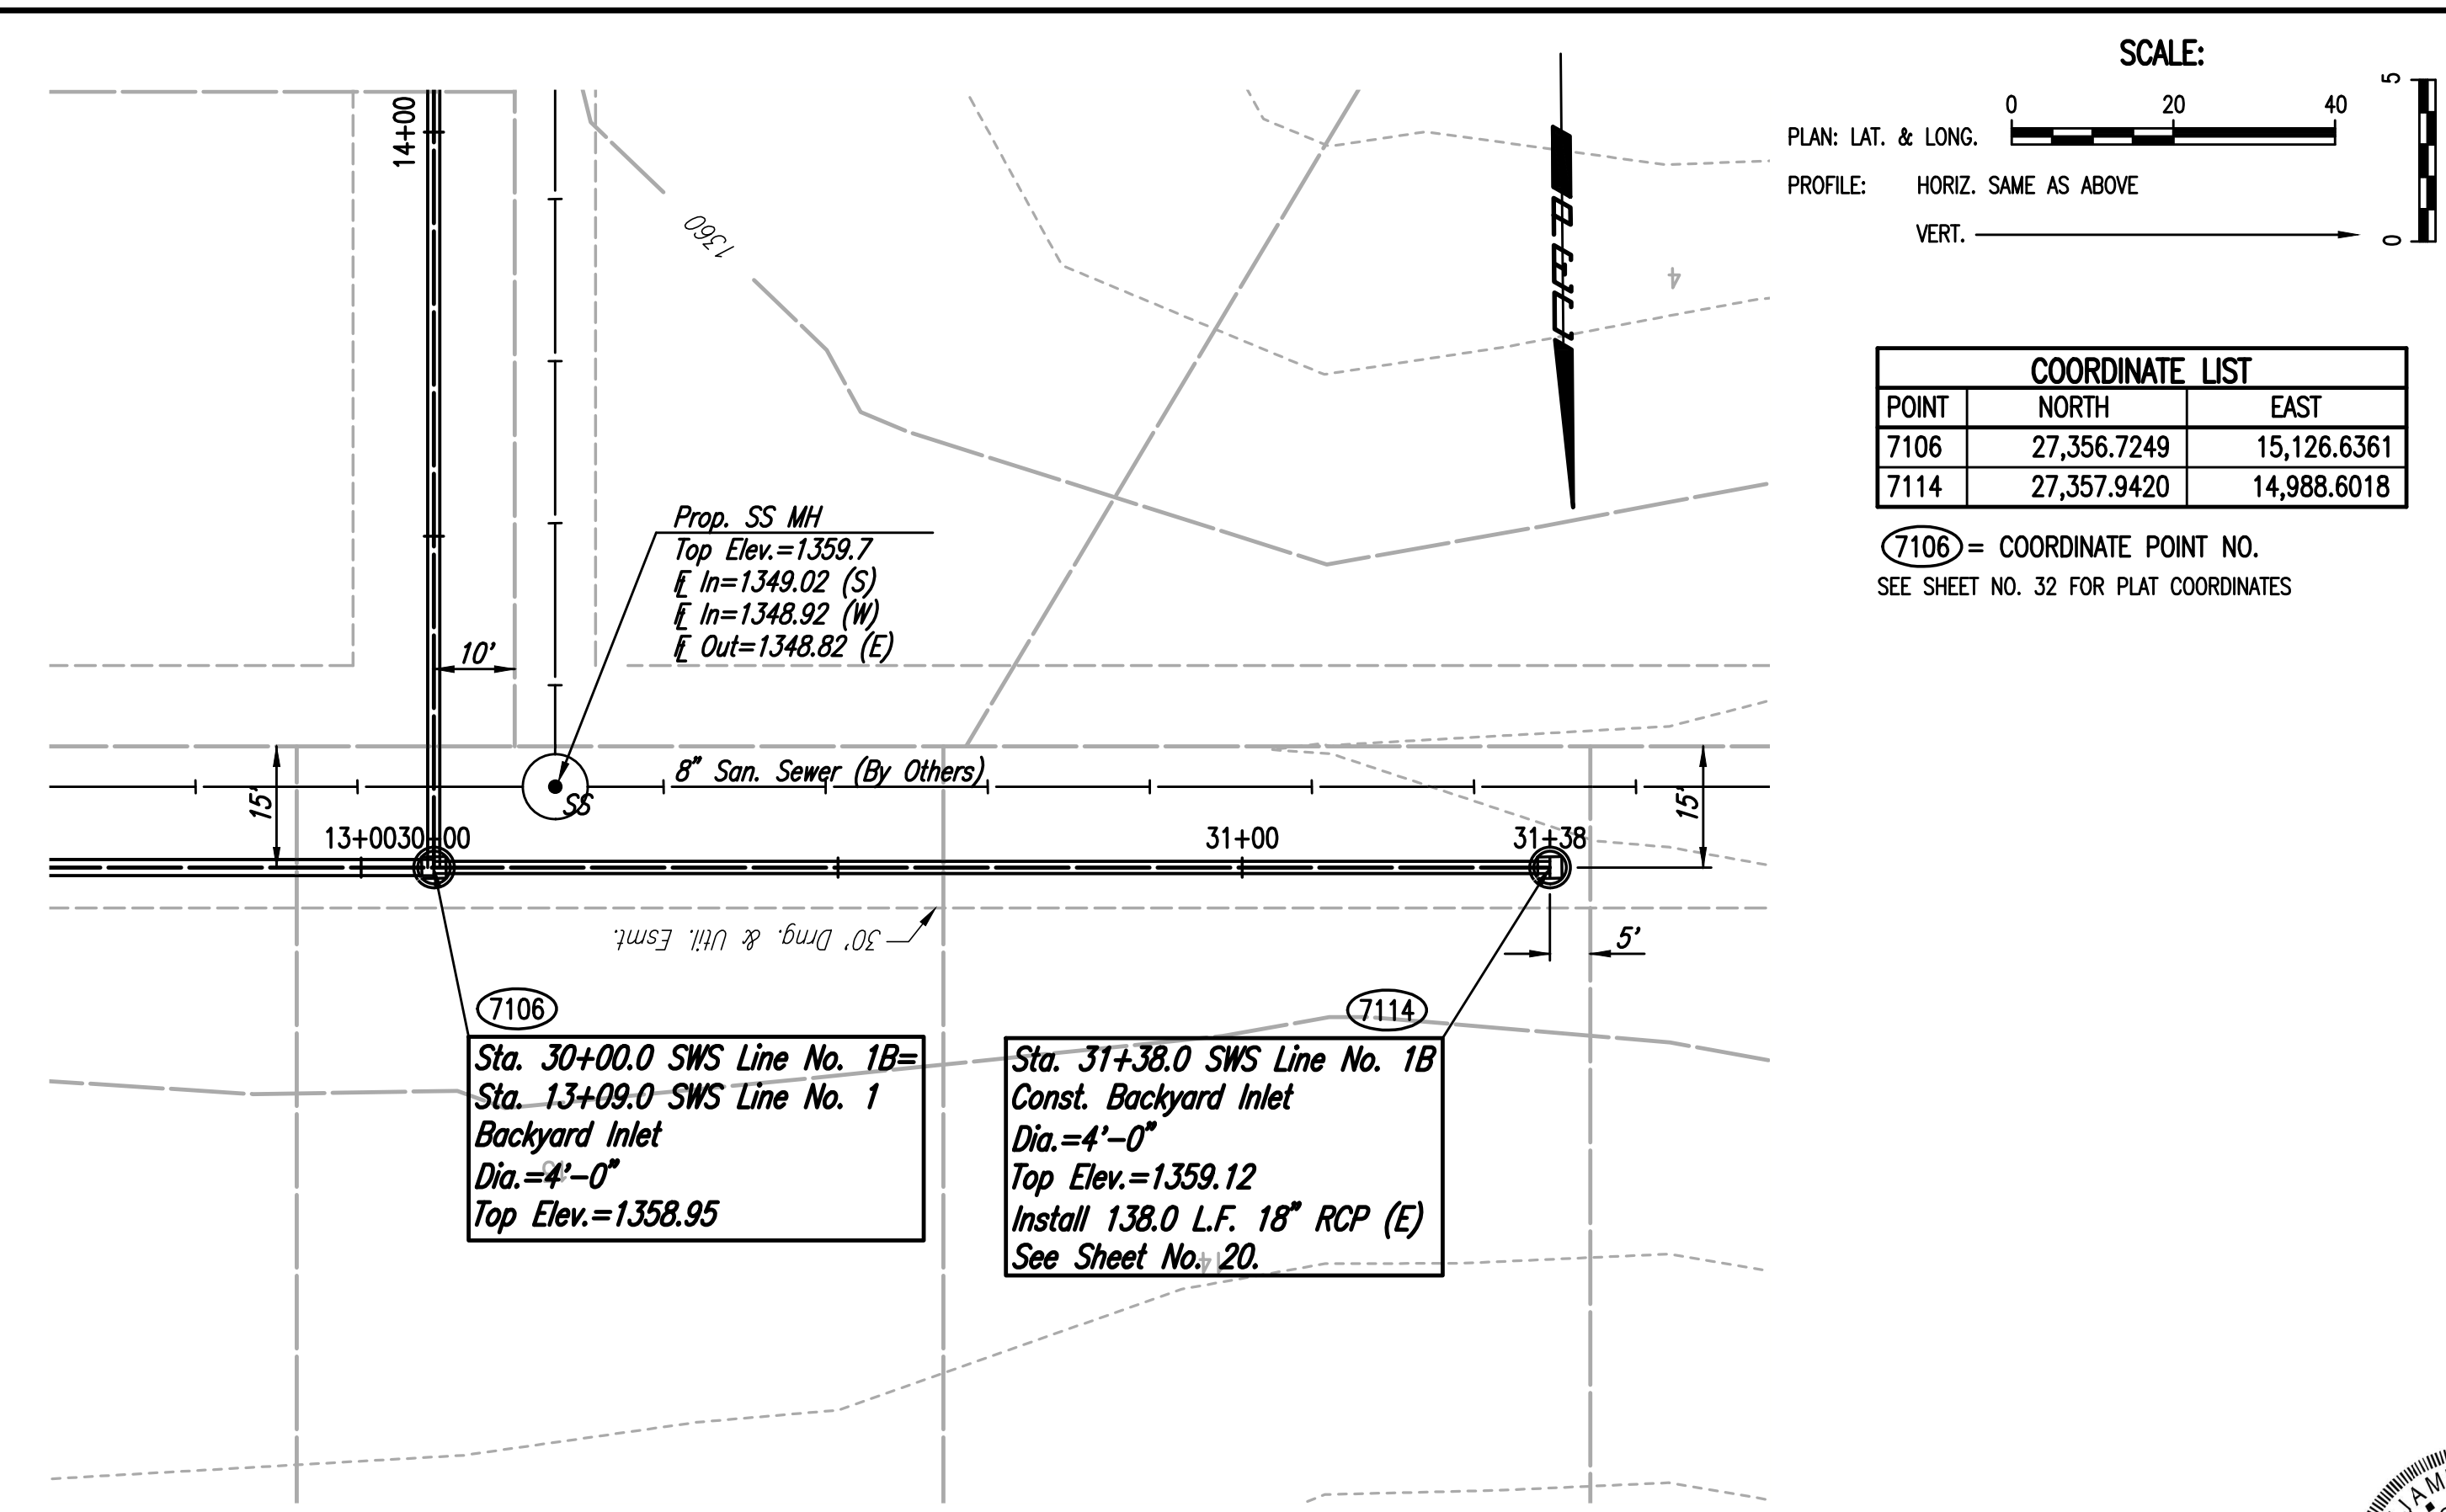 SCALE:
0 20 40
PLAN: LAT. & LONG.
PROFILE: HORIZ. SAME AS ABOVE
VERT.
5
0
COORDINATE LIST
POINT NORTH EAST
7106 27,356.7249 15,126.6361
7114 27,357.9420 14,988.6018
7106 = COORDINATE POINT NO.
SEE SHEET NO. 32 FOR PLAT COORDINATES
14+00
1360
4
Prop. SS MH
Top Elev.=1359.7
In=1349.02 (S)
In=1348.92 (W)
Out=1348.82 (E)
10'
8" San. Sewer (By Others)
SS
15'
15'
13+00
30+00
31+00
31+38
30' Drng. & Util. Esmt.
5'
7106
Sta. 30+00.0 SWS Line No. 1B=
Sta. 13+09.0 SWS Line No. 1
Backyard Inlet
Dia.=4'-0"
Top Elev.=1358.95
7114
Sta. 31+38.0 SWS Line No. 1B
Const. Backyard Inlet
Dia.=4'-0"
Top Elev.=1359.12
Install 138.0 L.F. 18" RCP (E)
See Sheet No. 20.
14